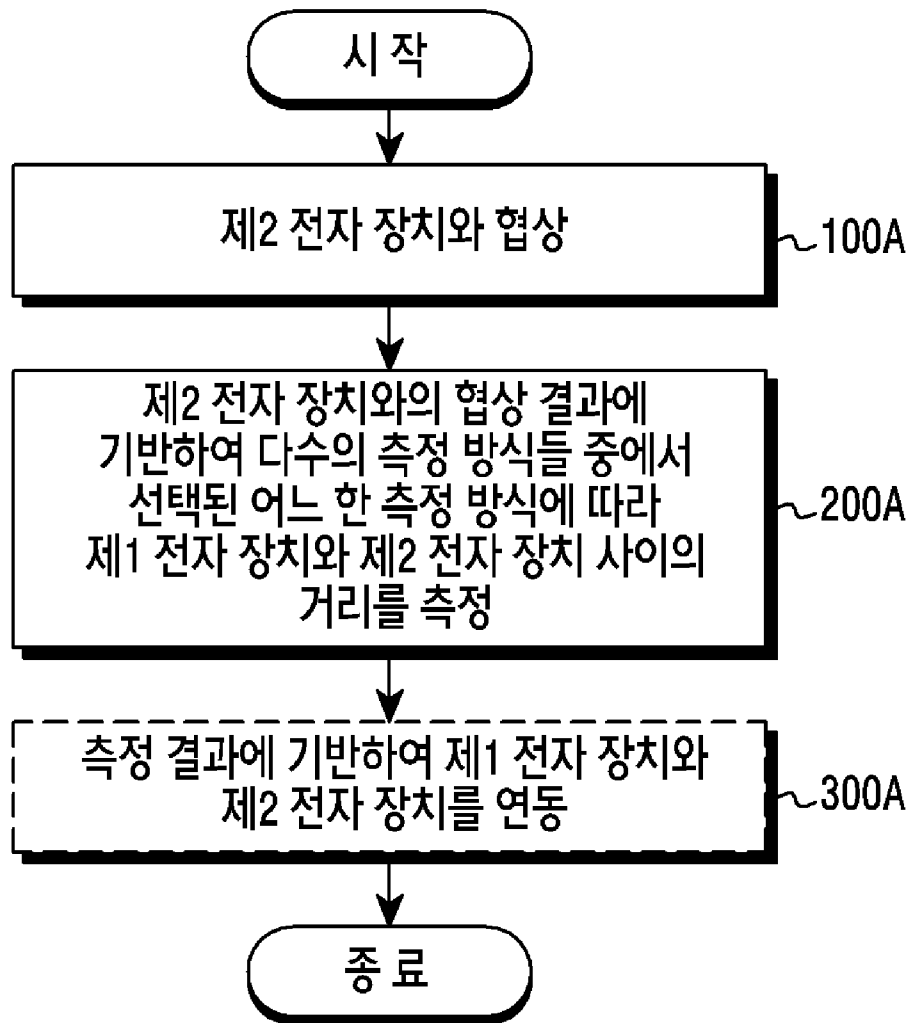 시 작
제2 전자 장치와 협상
100A
제2 전자 장치와의 협상 결과에
기반하여 다수의 측정 방식들 중에서
선택된 어느 한 측정 방식에 따라
제1 전자 장치와 제2 전자 장치 사이의
거리를 측정
200A
측정 결과에 기반하여 제1 전자 장치와
제2 전자 장치를 연동
300A
종 료